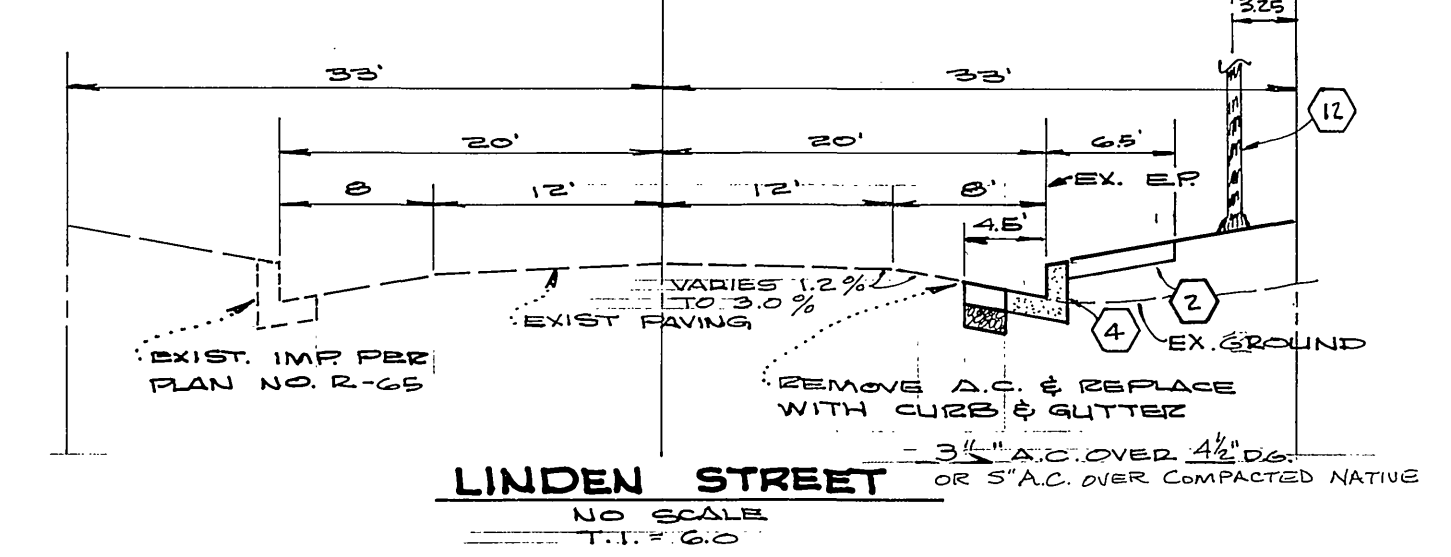 3.25
33'
33'
12
20'
20'
6.5'
EX. E.P.
8
12'
12'
8'
4.5'
VARIES 1.2%
TO 3.0%
EXIST PAVING
2
4
EX. GROUND
EXIST. IMP. PER
PLAN NO. R-65
REMOVE A.C. & REPLACE
WITH CURB & GUTTER
3" A.C. OVER 4½" D.G.
OR 5" A.C. OVER COMPACTED NATIVE
LINDEN STREET
NO SCALE
T.I. = 6.0